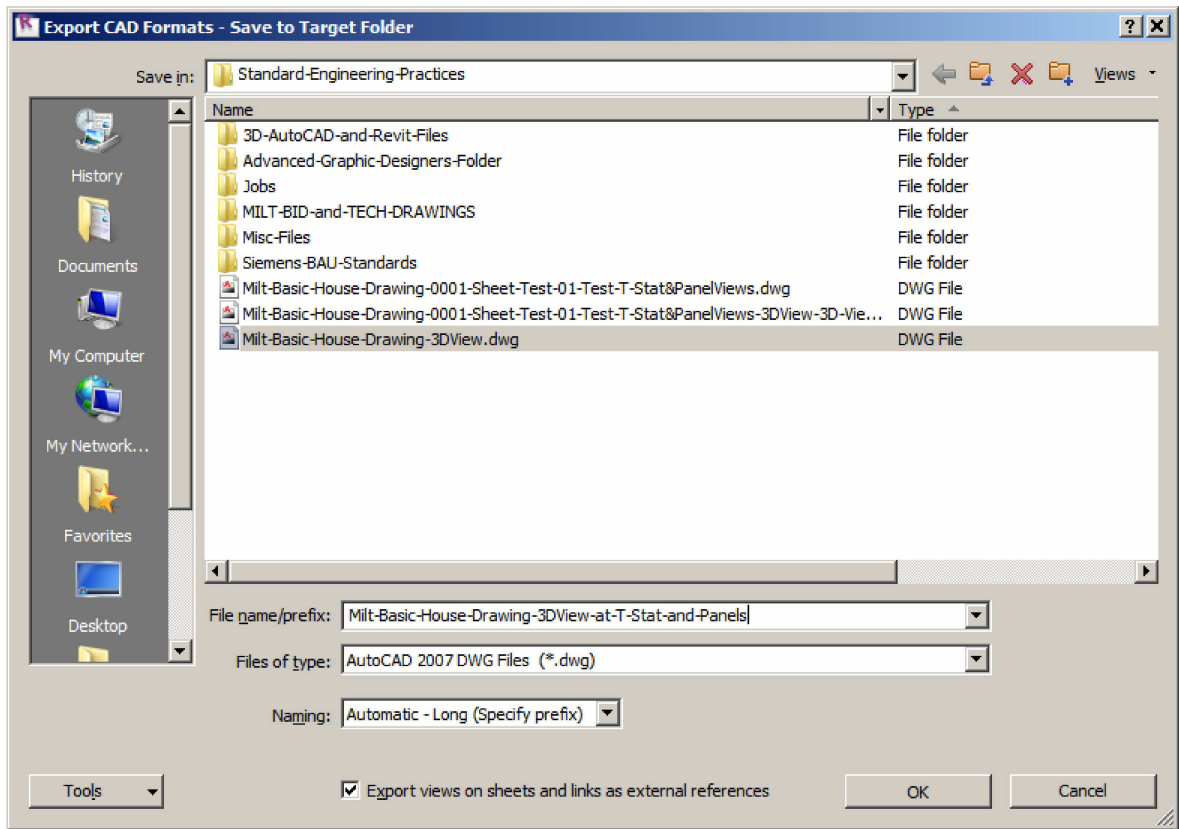 Export CAD Formats - Save to Target Folder
Save in: Standard-Engineering-Practices Views
Name Type
3D-AutoCAD-and-Revit-Files File folder
Advanced-Graphic-Designers-Folder File folder
Jobs File folder
MILT-BID-and-TECH-DRAWINGS File folder
Misc-Files File folder
Siemens-BAU-Standards File folder
Milt-Basic-House-Drawing-0001-Sheet-Test-01-Test-T-Stat&PanelViews.dwg DWG File
Milt-Basic-House-Drawing-0001-Sheet-Test-01-Test-T-Stat&PanelViews-3DView-3D-Vie... DWG File
Milt-Basic-House-Drawing-3DView.dwg DWG File
History
Documents
My Computer
My Network...
Favorites
Desktop
File name/prefix: Milt-Basic-House-Drawing-3DView-at-T-Stat-and-Panels
Files of type: AutoCAD 2007 DWG Files (*.dwg)
Naming: Automatic - Long (Specify prefix)
Tools Export views on sheets and links as external references OK Cancel